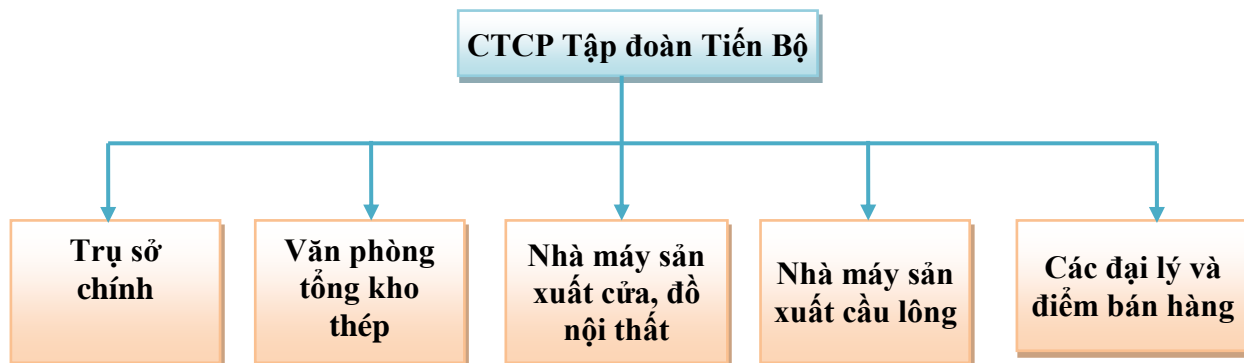 CTCP Tập đoàn Tiến Bộ
Trụ sở
chính
Văn phòng
tổng kho
thép
Nhà máy sản
xuất cửa, đồ
nội thất
Nhà máy sản
xuất cầu lông
Các đại lý và
điểm bán hàng